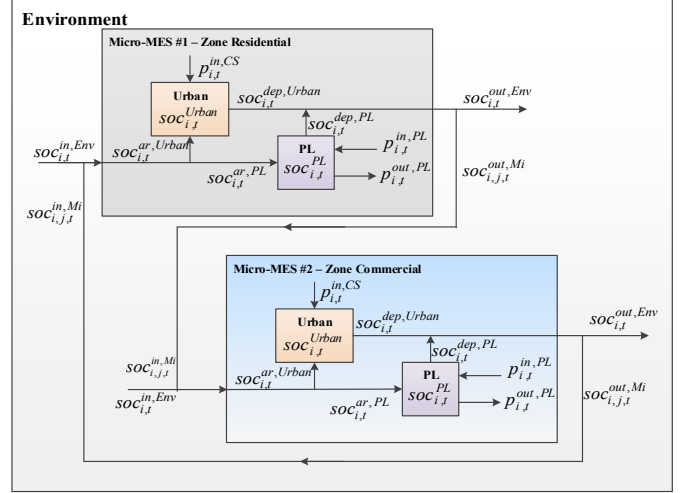 Environment
Micro-MES #1 – Zone Residential
p_{i,t}^{in,CS}
Urban
soc_{i,t}^{Urban}
soc_{i,t}^{dep,Urban}
soc_{i,t}^{out,Env}
soc_{i,t}^{dep,PL}
soc_{i,t}^{in,Env}
soc_{i,t}^{ar,Urban}
PL
soc_{i,t}^{PL}
p_{i,t}^{in,PL}
soc_{i,t}^{ar,PL}
p_{i,t}^{out,PL}
soc_{i,j,t}^{out,Mi}
soc_{i,j,t}^{in,Mi}
Micro-MES #2 – Zone Commercial
p_{i,t}^{in,CS}
Urban
soc_{i,t}^{Urban}
soc_{i,t}^{dep,Urban}
soc_{i,t}^{out,Env}
soc_{i,t}^{dep,PL}
soc_{i,j,t}^{in,Mi}
soc_{i,t}^{ar,Urban}
PL
soc_{i,t}^{PL}
p_{i,t}^{in,PL}
soc_{i,t}^{in,Env}
soc_{i,t}^{ar,PL}
p_{i,t}^{out,PL}
soc_{i,j,t}^{out,Mi}